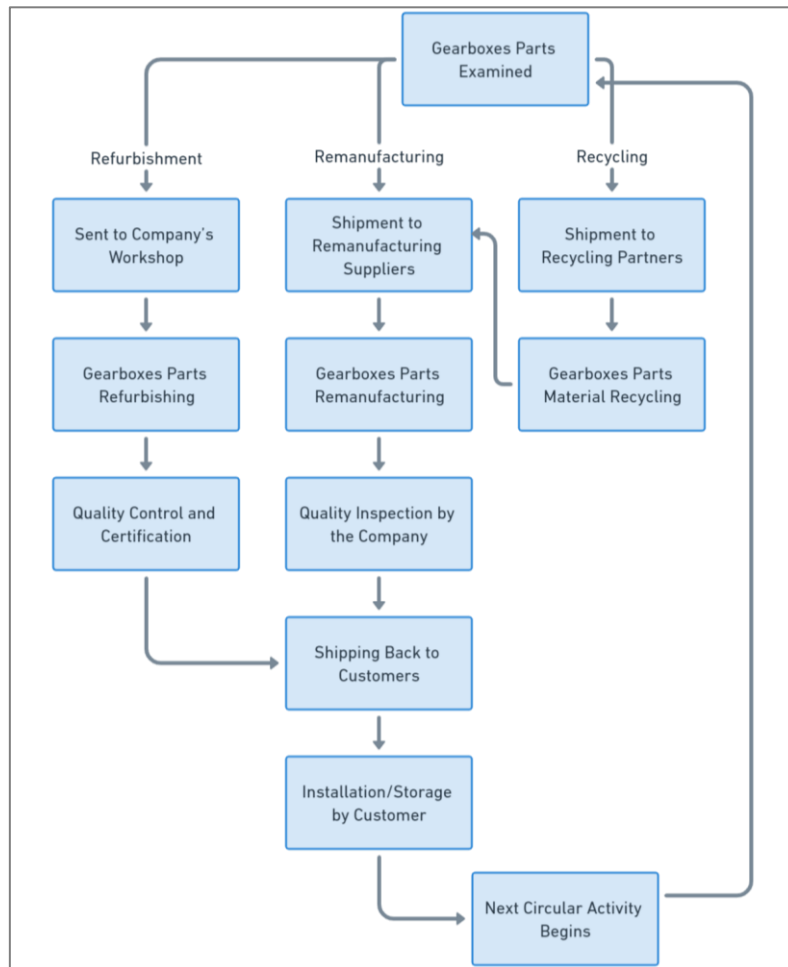 Gearboxes Parts
Examined
Refurbishment
Remanufacturing
Recycling
Sent to Company's
Workshop
Shipment to
Remanufacturing
Suppliers
Shipment to
Recycling Partners
Gearboxes Parts
Refurbishing
Gearboxes Parts
Remanufacturing
Gearboxes Parts
Material Recycling
Quality Control and
Certification
Quality Inspection by
the Company
Shipping Back to
Customers
Installation/Storage
by Customer
Next Circular Activity
Begins